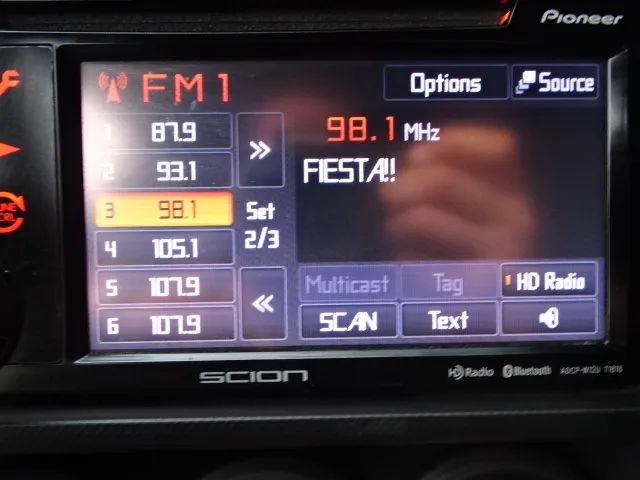 Pioneer
FM1
Options
Source
1 87.9
2 93.1
3 98.1
4 105.1
5 107.9
6 107.9
Set
2/3
98.1 MHz
FIESTA!!
Multicast
Tag
HD Radio
SCAN
Text
SCION
HD Radio
Bluetooth